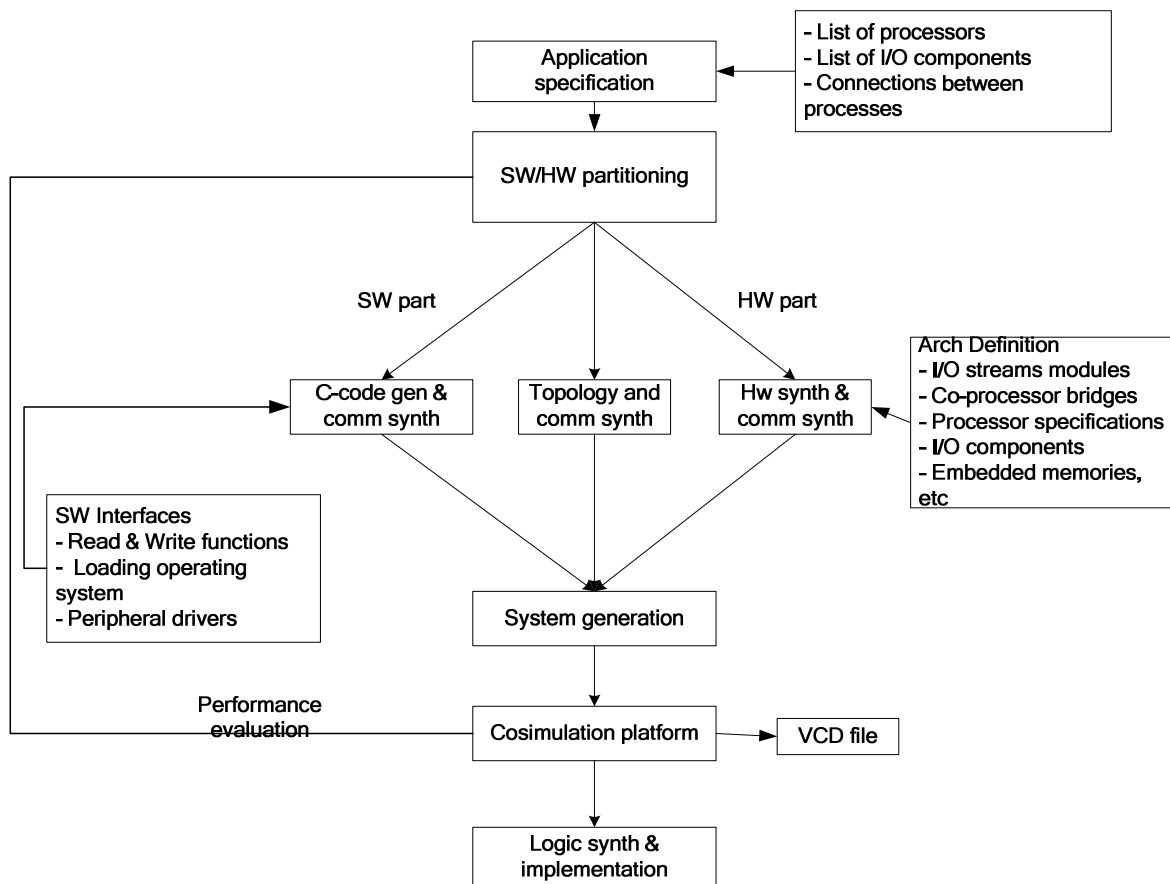 Application
specification
- List of processors
- List of I/O components
- Connections between
processes
SW/HW partitioning
SW part
HW part
C-code gen &
comm synth
Topology and
comm synth
Hw synth &
comm synth
Arch Definition
- I/O streams modules
- Co-processor bridges
- Processor specifications
- I/O components
- Embedded memories,
etc
SW Interfaces
- Read & Write functions
- Loading operating
system
- Peripheral drivers
System generation
Performance
evaluation
Cosimulation platform
VCD file
Logic synth &
implementation